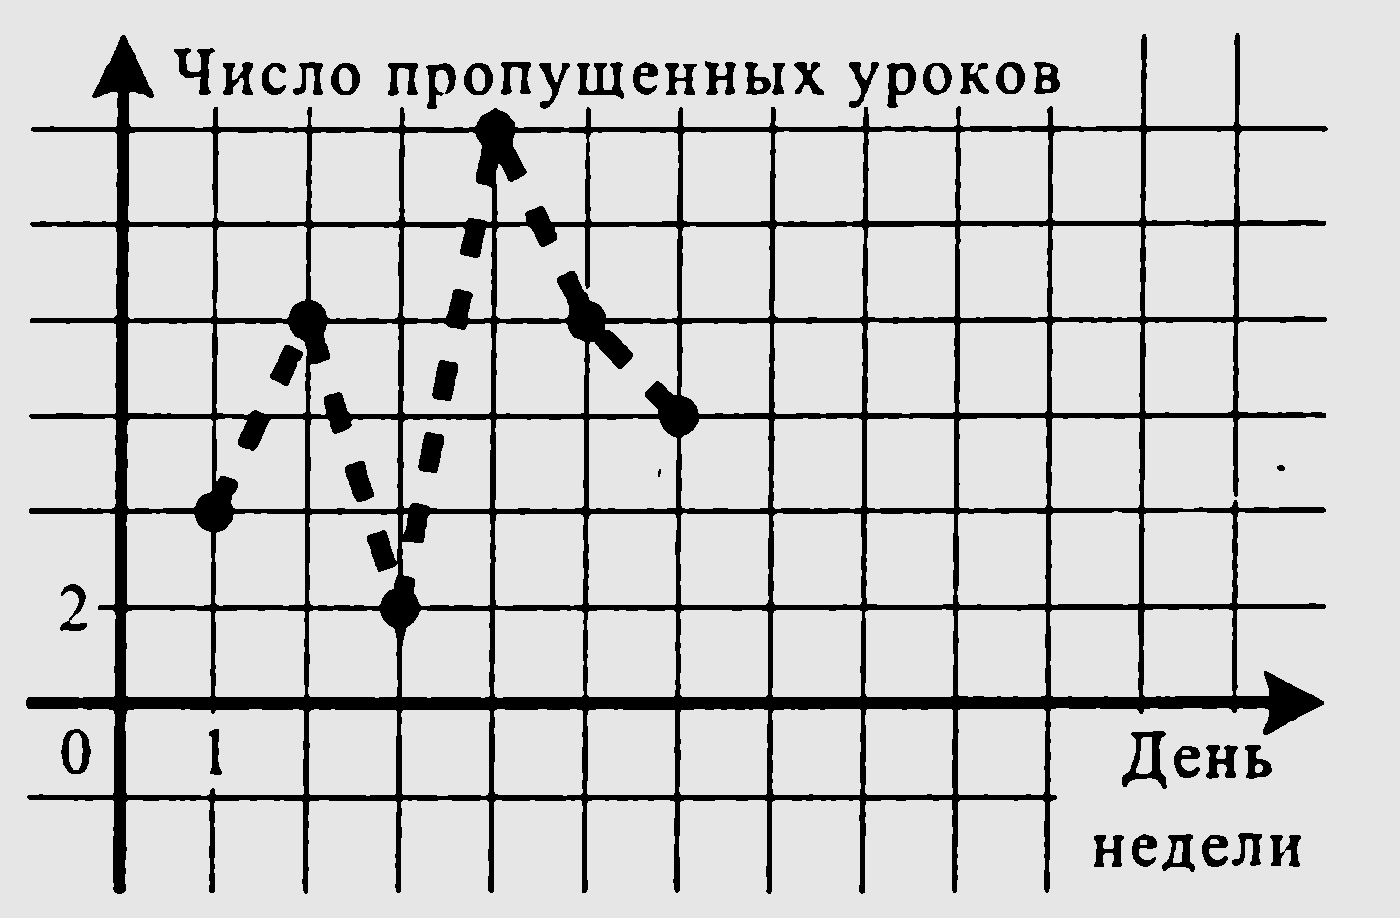 Число пропущенных уроков
2
0 1
День
недели